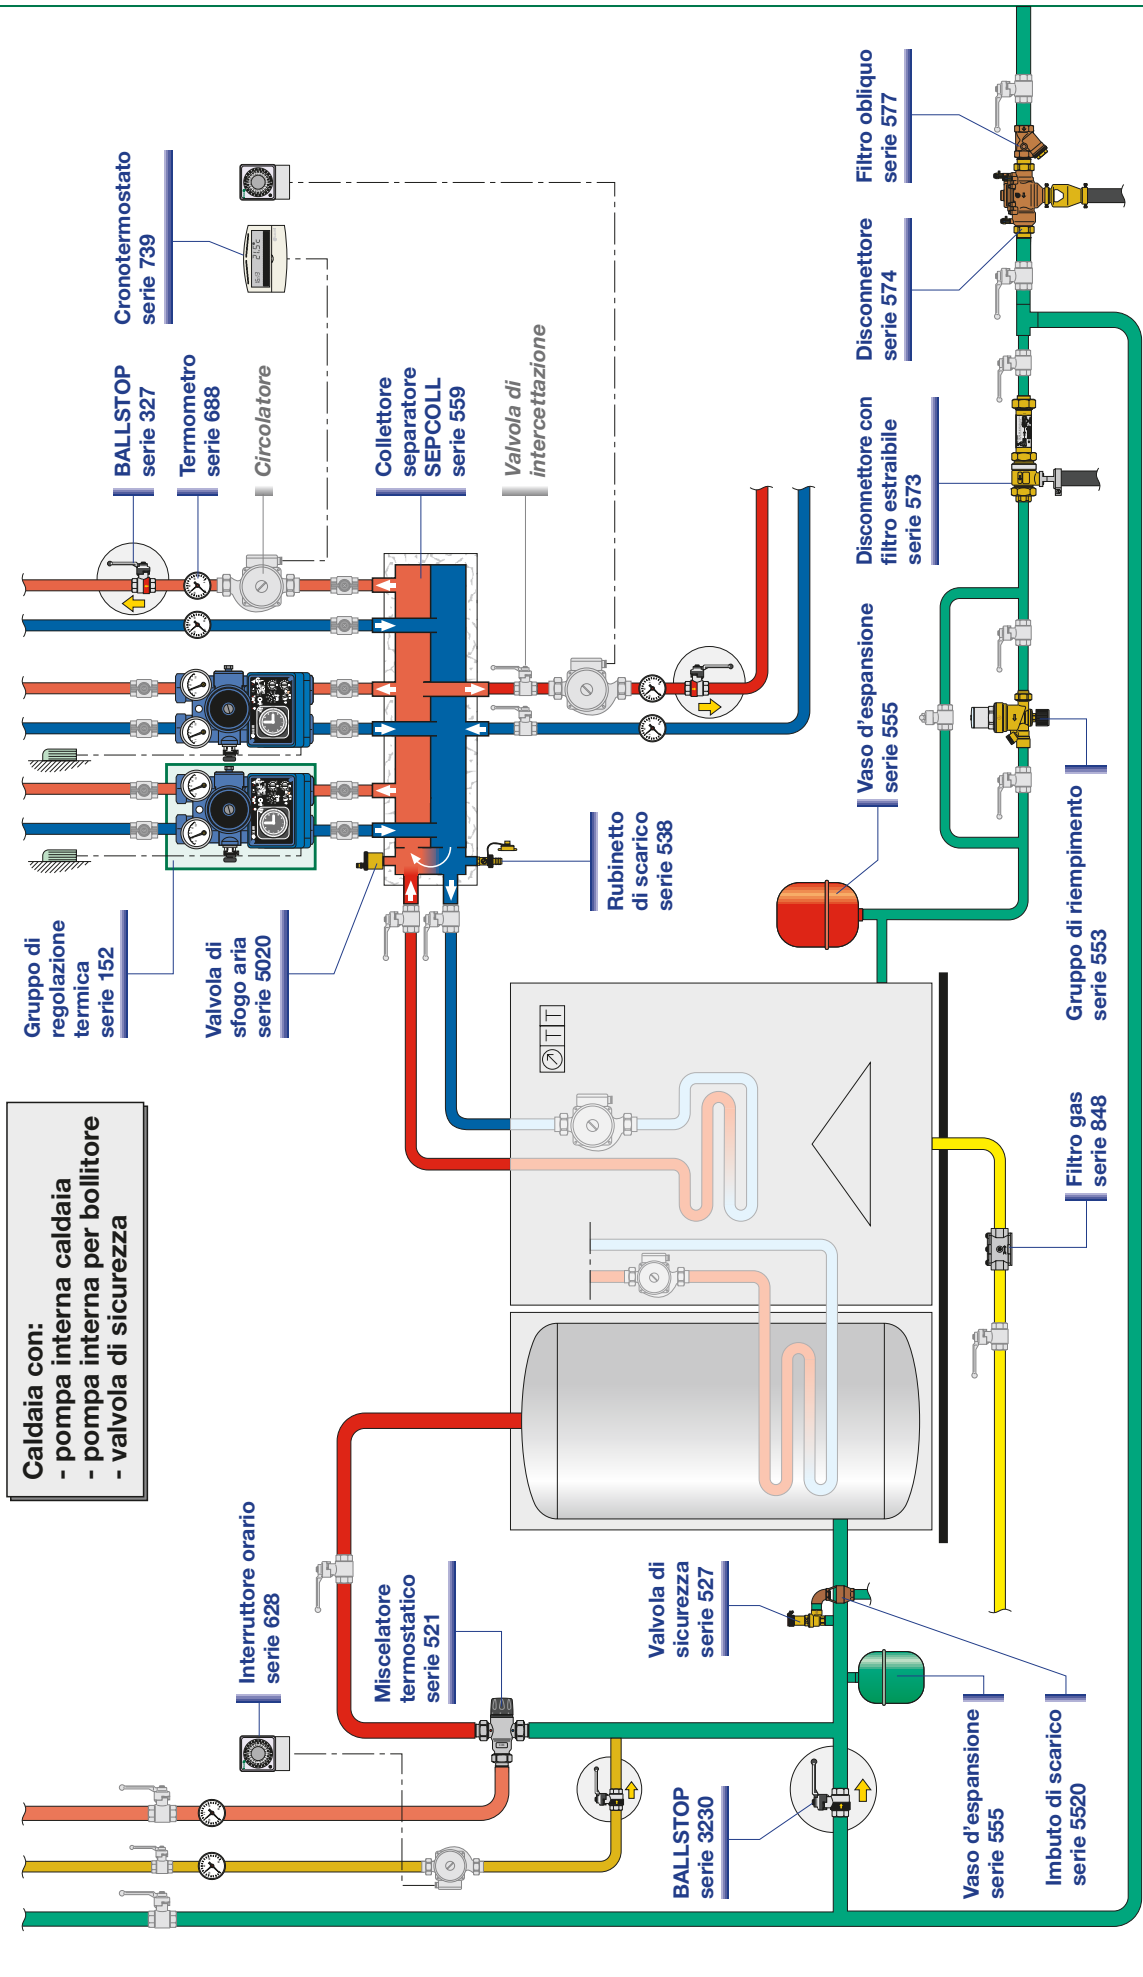 Caldaia con:
- pompa interna caldaia
- pompa interna per bollitore
- valvola di sicurezza
Interruttore orario
serie 628
Miscelatore
termostatico
serie 521
BALLSTOP
serie 3230
Valvola di
sicurezza
serie 527
Vaso d'espansione
serie 555
Imbuto di scarico
serie 5520
Gruppo di
regolazione
termica
serie 152
Valvola di
sfogo aria
serie 5020
Rubinetto
di scarico
serie 538
Cronotermostato
serie 739
BALLSTOP
serie 327
Termometro
serie 688
Circolatore
Collettore
separatore
SEPCOLL
serie 559
Valvola di
intercettazione
Vaso d'espansione
serie 555
Gruppo di riempimento
serie 553
Filtro gas
serie 848
Disconnettore con
filtro estraibile
serie 573
Disconnettore
serie 574
Filtro obliquo
serie 577
T T